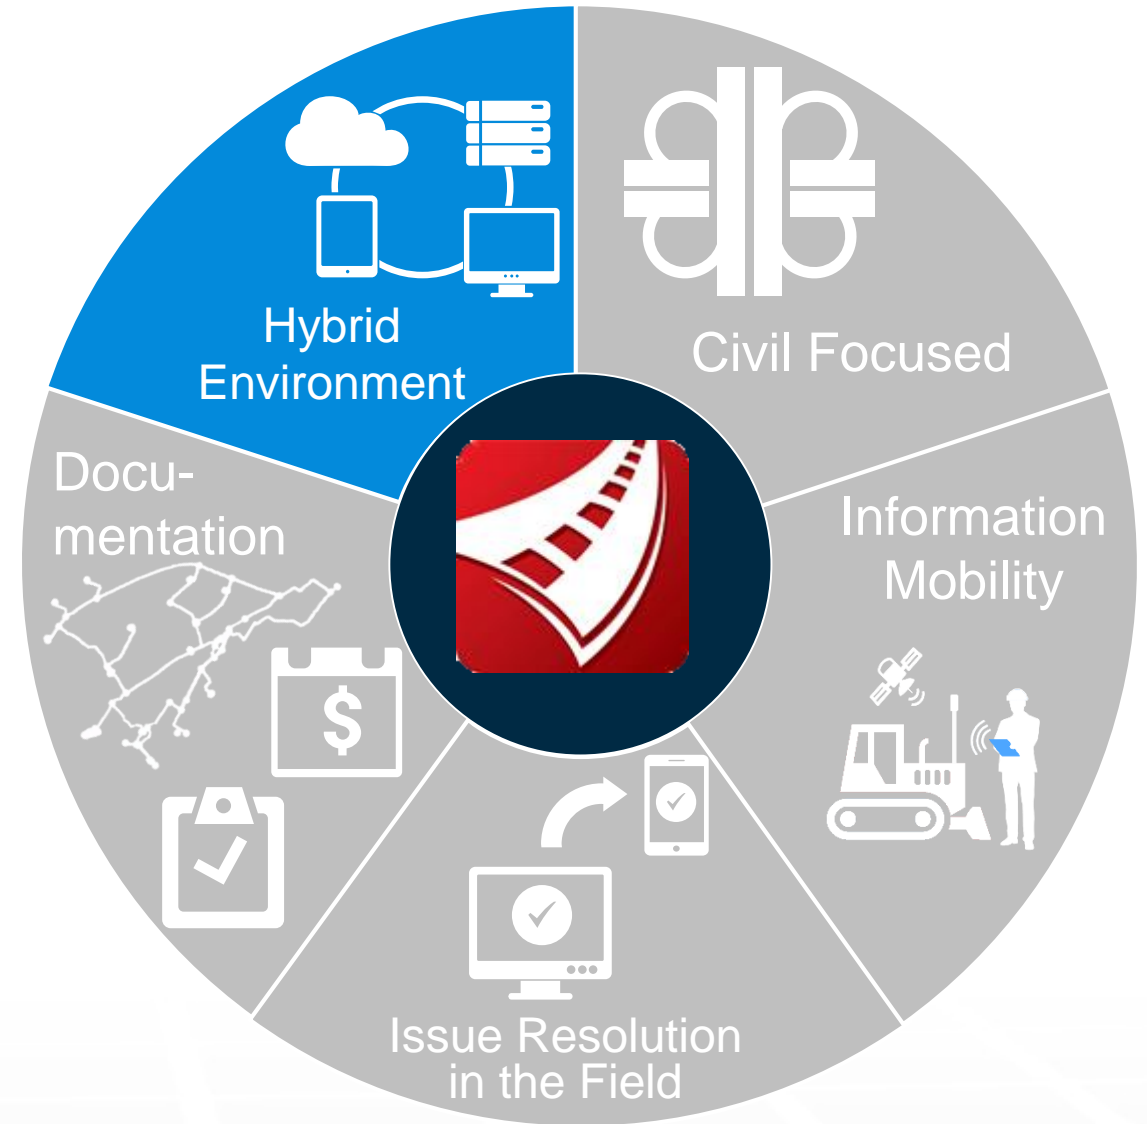 Hybrid
Environment
Civil Focused
Docu-
mentation
Information
Mobility
$
Issue Resolution
in the Field